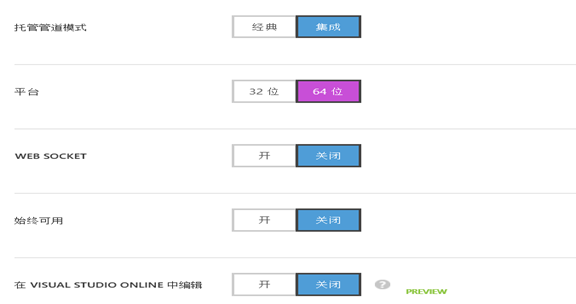 托管管道模式 经典 集成
平台 32 位 64 位
WEB SOCKET 开 关闭
始终可用 开 关闭
在 VISUAL STUDIO ONLINE 中编辑 开 关闭 ? PREVIEW